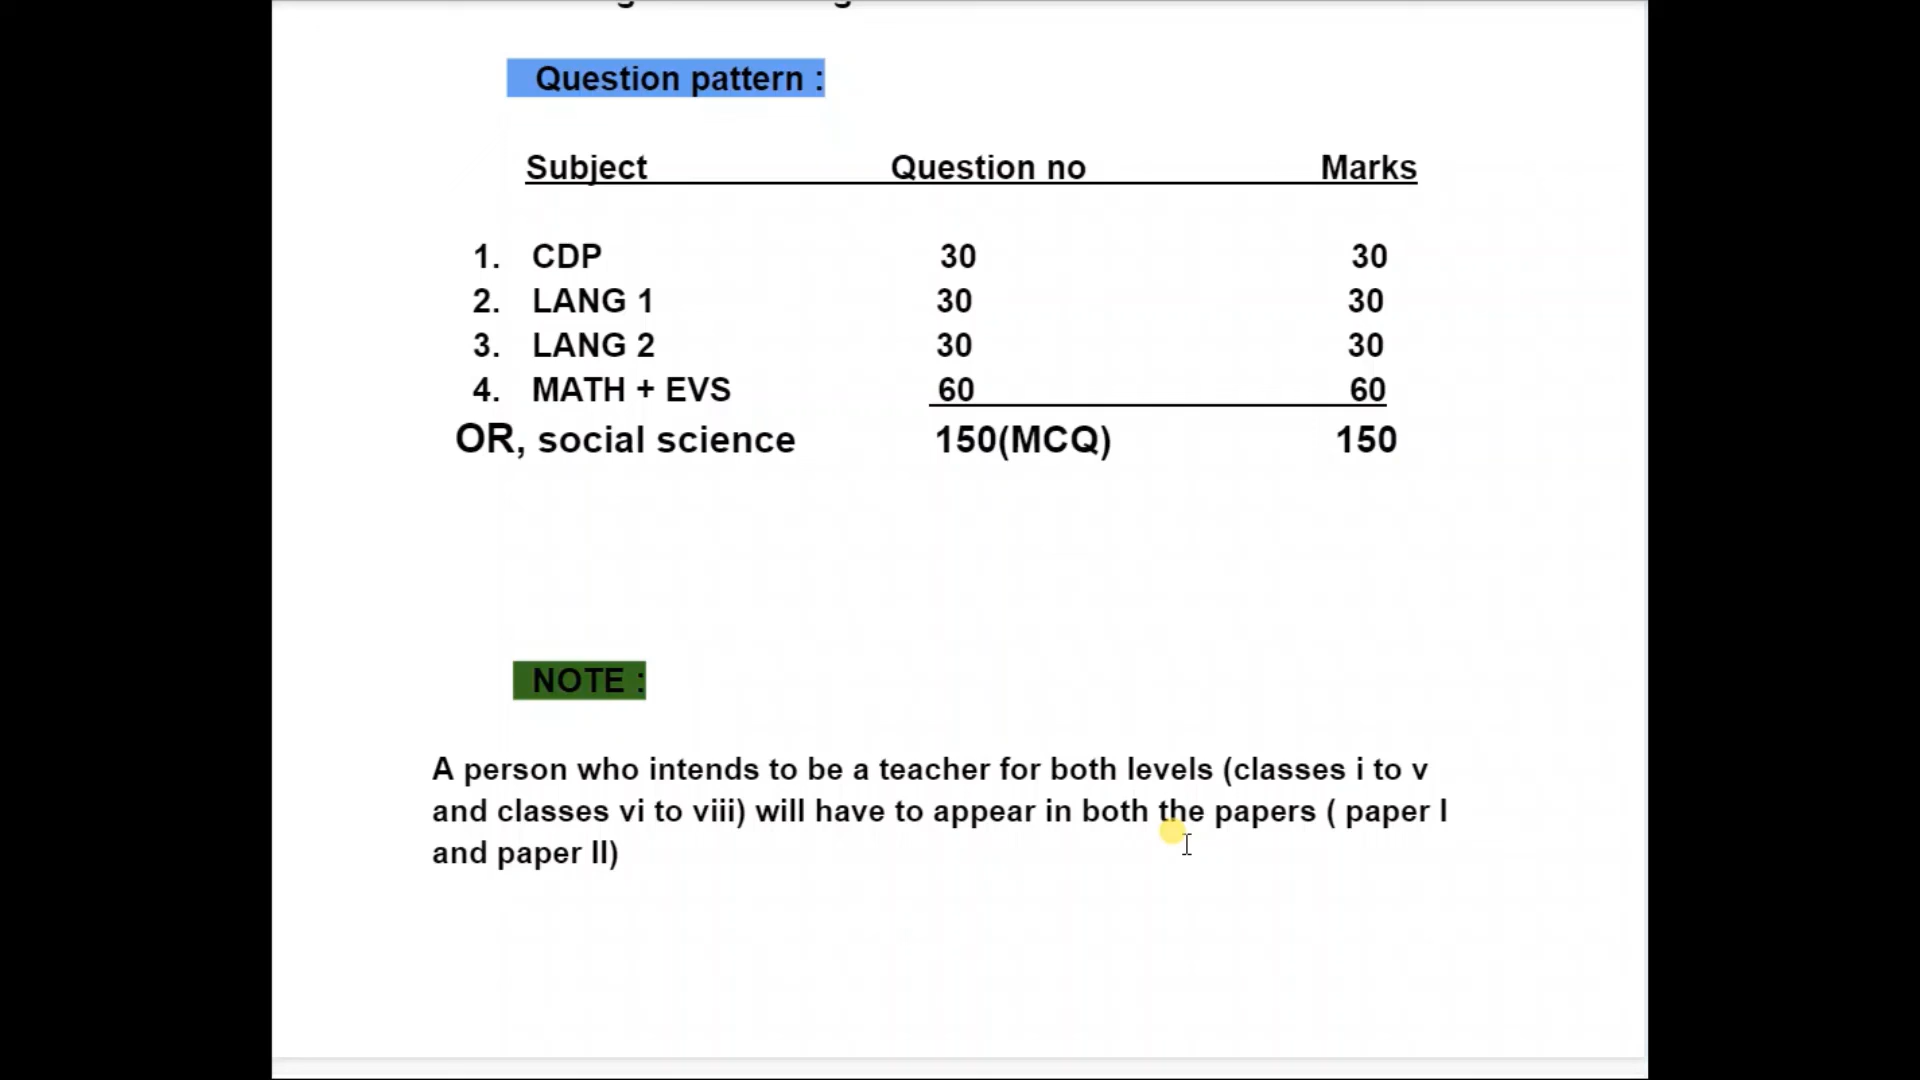 Question pattern :
Subject Question no Marks
1. CDP 30 30
2. LANG 1 30 30
3. LANG 2 30 30
4. MATH + EVS 60 60
OR, social science 150(MCQ) 150
NOTE :
A person who intends to be a teacher for both levels (classes i to v
and classes vi to viii) will have to appear in both the papers ( paper I
and paper II)